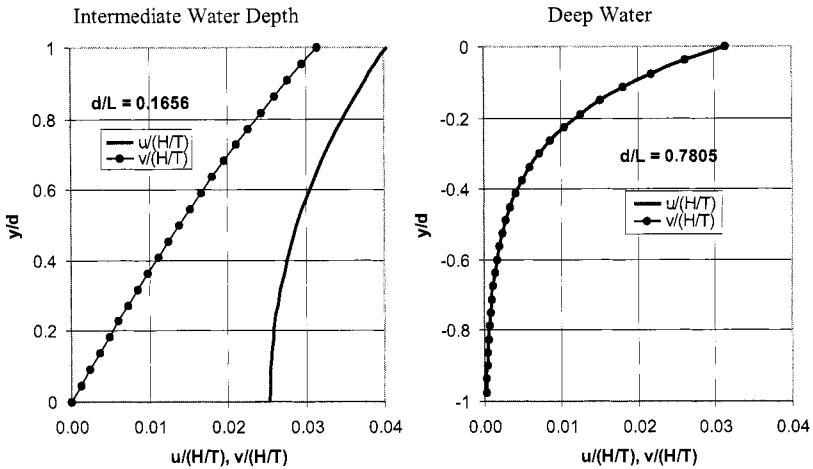 Intermediate Water Depth
1
0.8
0.6
0.4
0.2
0
y/d
d/L = 0.1656
u/(H/T)
v/(H/T)
0.00 0.01 0.02 0.03 0.04
u/(H/T), v/(H/T)
Deep Water
0
-0.2
-0.4
-0.6
-0.8
-1
y/d
d/L = 0.7805
u/(H/T)
v/(H/T)
0.00 0.01 0.02 0.03 0.04
u/(H/T), v/(H/T)